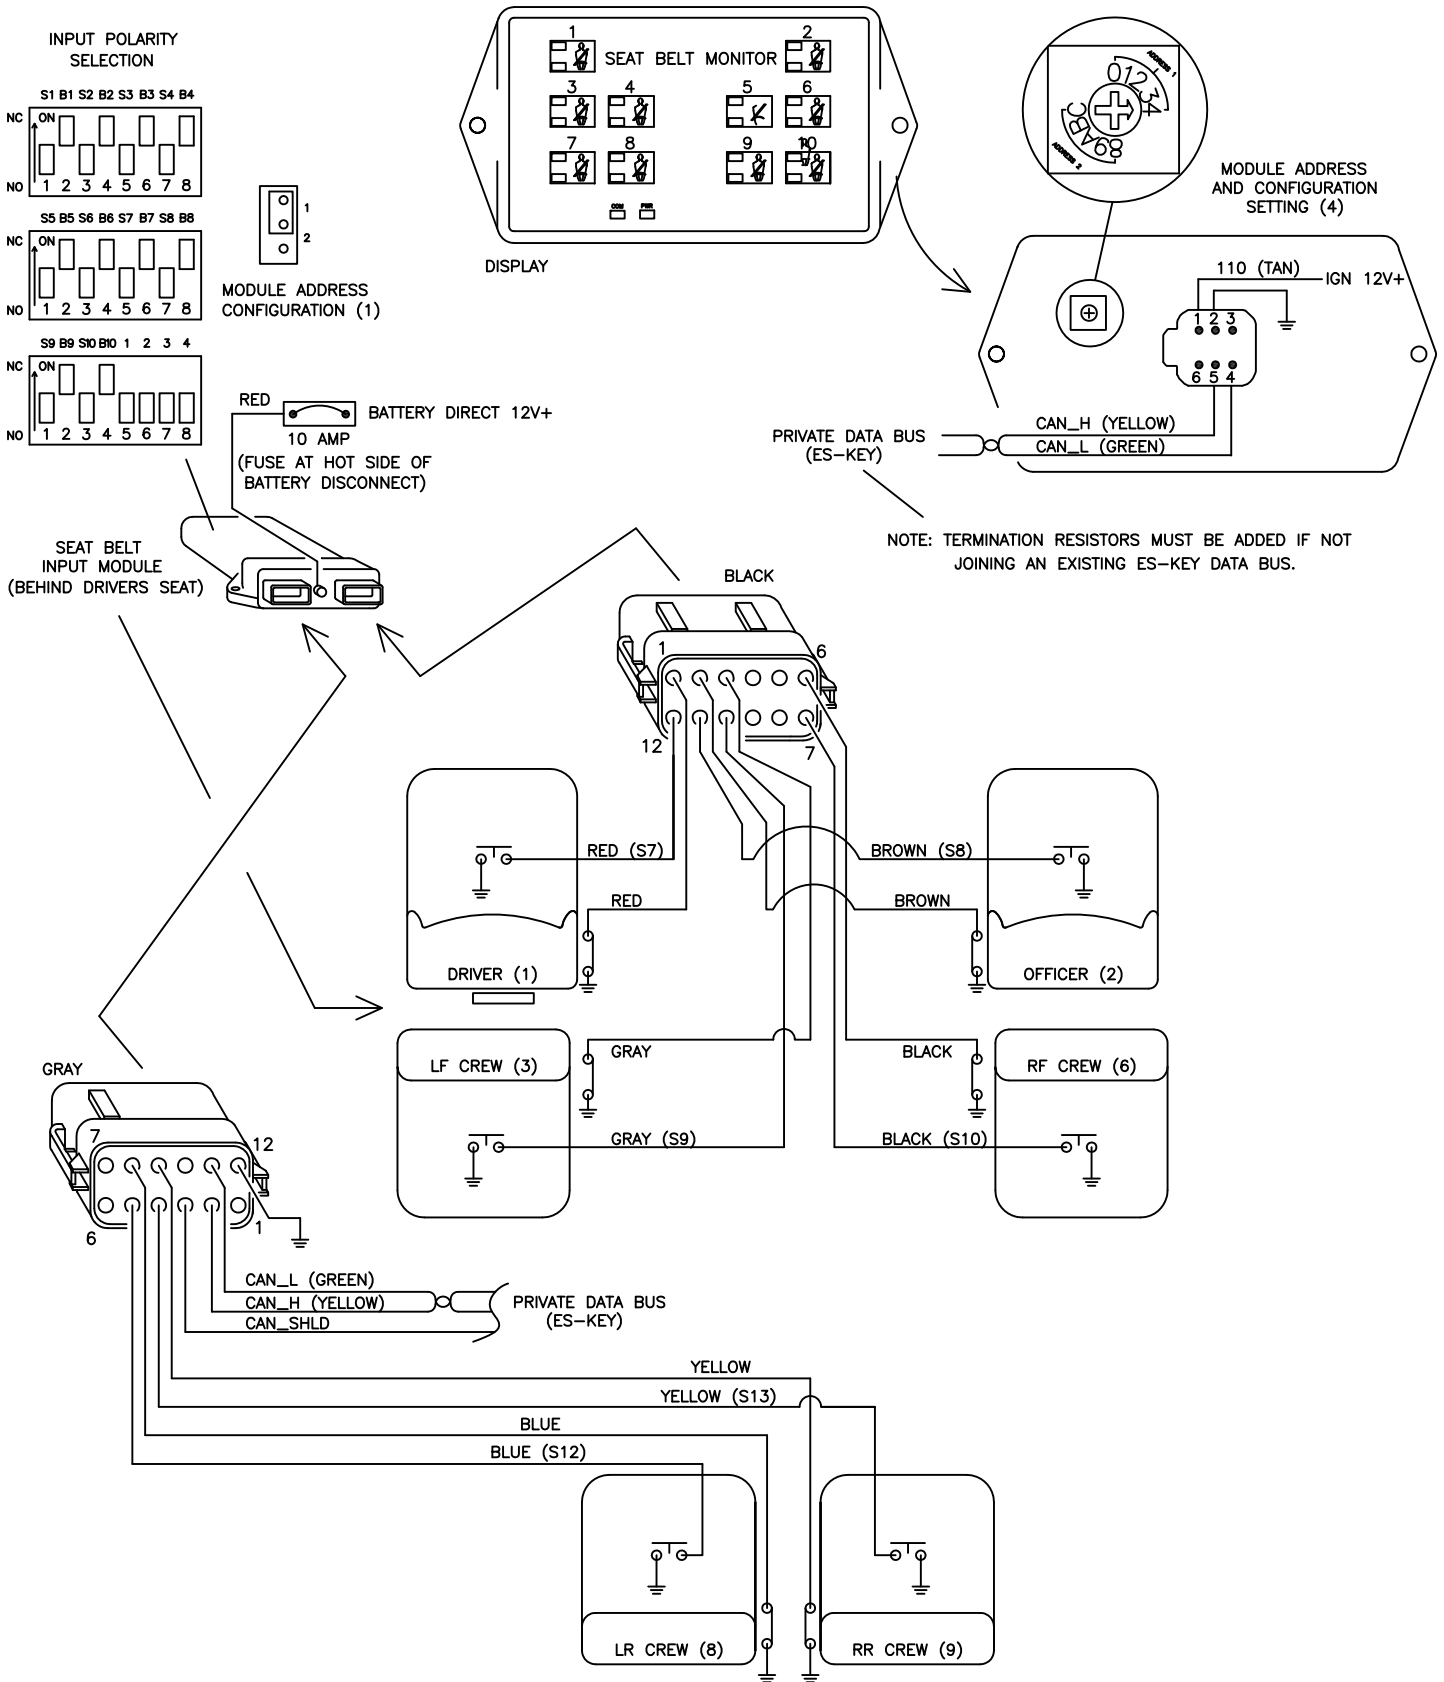 INPUT POLARITY
SELECTION
S1 B1 S2 B2 S3 B3 S4 B4
NC ON
NO 1 2 3 4 5 6 7 8
S5 B5 S6 B6 S7 B7 S8 B8
NC ON
NO 1 2 3 4 5 6 7 8
S9 B9 S10 B10 1 2 3 4
NC ON
NO 1 2 3 4 5 6 7 8
1
2
MODULE ADDRESS
CONFIGURATION (1)
1 2
SEAT BELT MONITOR
3 4 5 6
7 8 9 10
COM PWR
DISPLAY
ADDRESS 1
01234
89ABC
ADDRESS 2
MODULE ADDRESS
AND CONFIGURATION
SETTING (4)
110 (TAN)
IGN 12V+
1 2 3
6 5 4
CAN_H (YELLOW)
CAN_L (GREEN)
PRIVATE DATA BUS
(ES-KEY)
NOTE: TERMINATION RESISTORS MUST BE ADDED IF NOT
JOINING AN EXISTING ES-KEY DATA BUS.
RED
BATTERY DIRECT 12V+
10 AMP
(FUSE AT HOT SIDE OF
BATTERY DISCONNECT)
SEAT BELT
INPUT MODULE
(BEHIND DRIVERS SEAT)
BLACK
1 6
12 7
RED (S7)
BROWN (S8)
RED
BROWN
DRIVER (1)
OFFICER (2)
GRAY
BLACK
LF CREW (3)
RF CREW (6)
GRAY (S9)
BLACK (S10)
GRAY
7 12
6 1
CAN_L (GREEN)
CAN_H (YELLOW)
CAN_SHLD
PRIVATE DATA BUS
(ES-KEY)
YELLOW
YELLOW (S13)
BLUE
BLUE (S12)
LR CREW (8)
RR CREW (9)